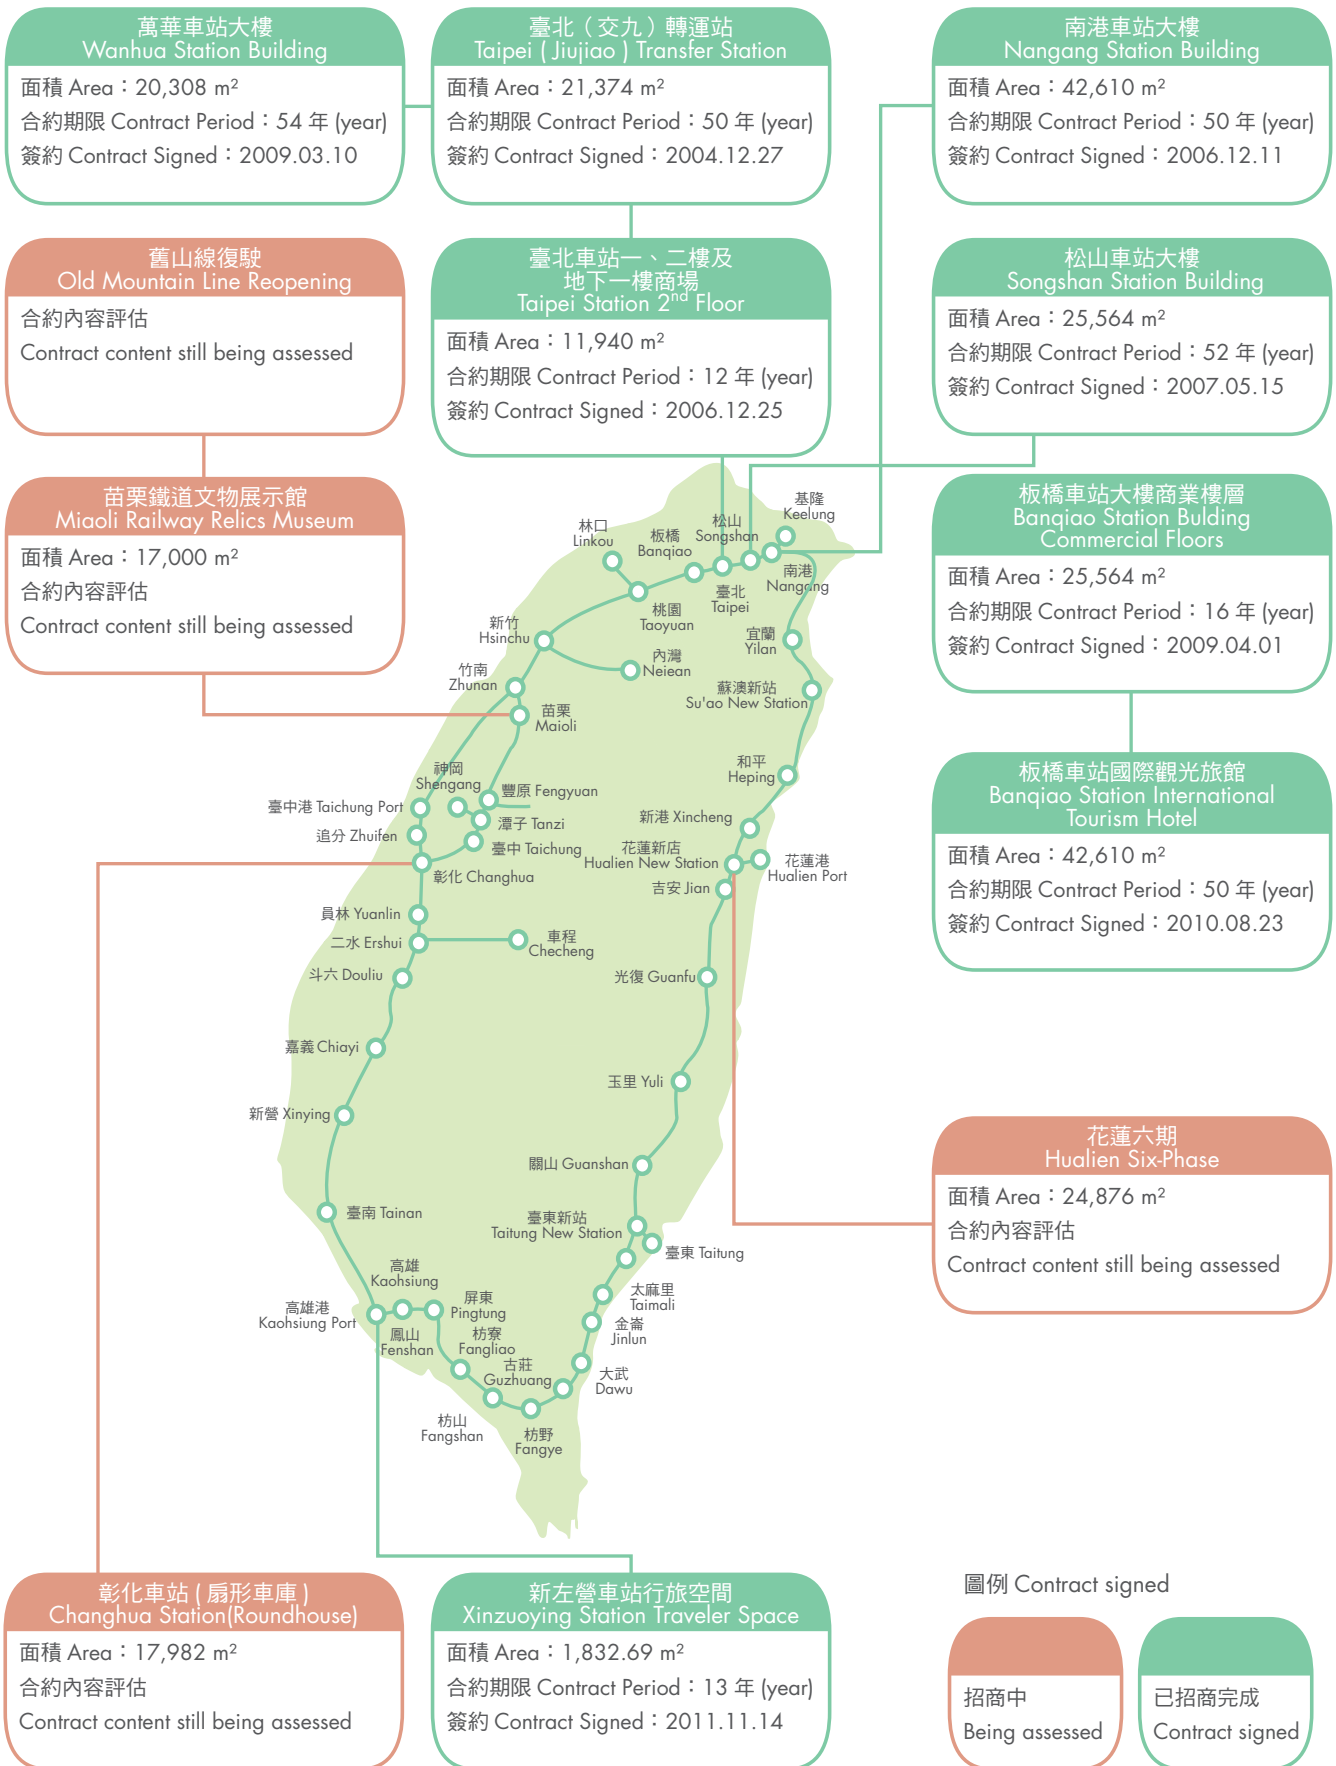 萬華車站大樓
Wanhua Station Building
面積 Area：20,308 m²
合約期限 Contract Period：54 年 (year)
簽約 Contract Signed：2009.03.10
臺北（交九）轉運站
Taipei ( Jiujiao ) Transfer Station
面積 Area：21,374 m²
合約期限 Contract Period：50 年 (year)
簽約 Contract Signed：2004.12.27
南港車站大樓
Nangang Station Building
面積 Area：42,610 m²
合約期限 Contract Period：50 年 (year)
簽約 Contract Signed：2006.12.11
舊山線復駛
Old Mountain Line Reopening
合約內容評估
Contract content still being assessed
臺北車站一、二樓及
地下一樓商場
Taipei Station 2nd Floor
面積 Area：11,940 m²
合約期限 Contract Period：12 年 (year)
簽約 Contract Signed：2006.12.25
松山車站大樓
Songshan Station Building
面積 Area：25,564 m²
合約期限 Contract Period：52 年 (year)
簽約 Contract Signed：2007.05.15
苗栗鐵道文物展示館
Miaoli Railway Relics Museum
面積 Area：17,000 m²
合約內容評估
Contract content still being assessed
板橋車站大樓商業樓層
Banqiao Station Bulding
Commercial Floors
面積 Area：25,564 m²
合約期限 Contract Period：16 年 (year)
簽約 Contract Signed：2009.04.01
板橋車站國際觀光旅館
Banqiao Station International
Tourism Hotel
面積 Area：42,610 m²
合約期限 Contract Period：50 年 (year)
簽約 Contract Signed：2010.08.23
基隆
Keelung
松山
Songshan
板橋
Banqiao
林口
Linkou
南港
Nangang
臺北
Taipei
桃園
Taoyuan
新竹
Hsinchu
宜蘭
Yilan
內灣
Neiean
竹南
Zhunan
蘇澳新站
Su'ao New Station
苗栗
Maioli
和平
Heping
神岡
Shengang
豐原 Fengyuan
臺中港 Taichung Port
潭子 Tanzi
新港 Xincheng
追分 Zhuifen
臺中 Taichung
花蓮新店
Hualien New Station
花蓮港
Hualien Port
彰化 Changhua
吉安 Jian
員林 Yuanlin
二水 Ershui
車程
Checheng
斗六 Douliu
光復 Guanfu
嘉義 Chiayi
玉里 Yuli
新營 Xinying
關山 Guanshan
臺南 Tainan
臺東新站
Taitung New Station
臺東 Taitung
高雄
Kaohsiung
太麻里
Taimali
高雄港
Kaohsiung Port
屏東
Pingtung
金崙
Jinlun
鳳山
Fenshan
枋寮
Fangliao
古莊
Guzhuang
大武
Dawu
枋山
Fangshan
枋野
Fangye
花蓮六期
Hualien Six-Phase
面積 Area：24,876 m²
合約內容評估
Contract content still being assessed
彰化車站 ( 扇形車庫 )
Changhua Station(Roundhouse)
面積 Area：17,982 m²
合約內容評估
Contract content still being assessed
新左營車站行旅空間
Xinzuoying Station Traveler Space
面積 Area：1,832.69 m²
合約期限 Contract Period：13 年 (year)
簽約 Contract Signed：2011.11.14
圖例 Contract signed
招商中
Being assessed
已招商完成
Contract signed